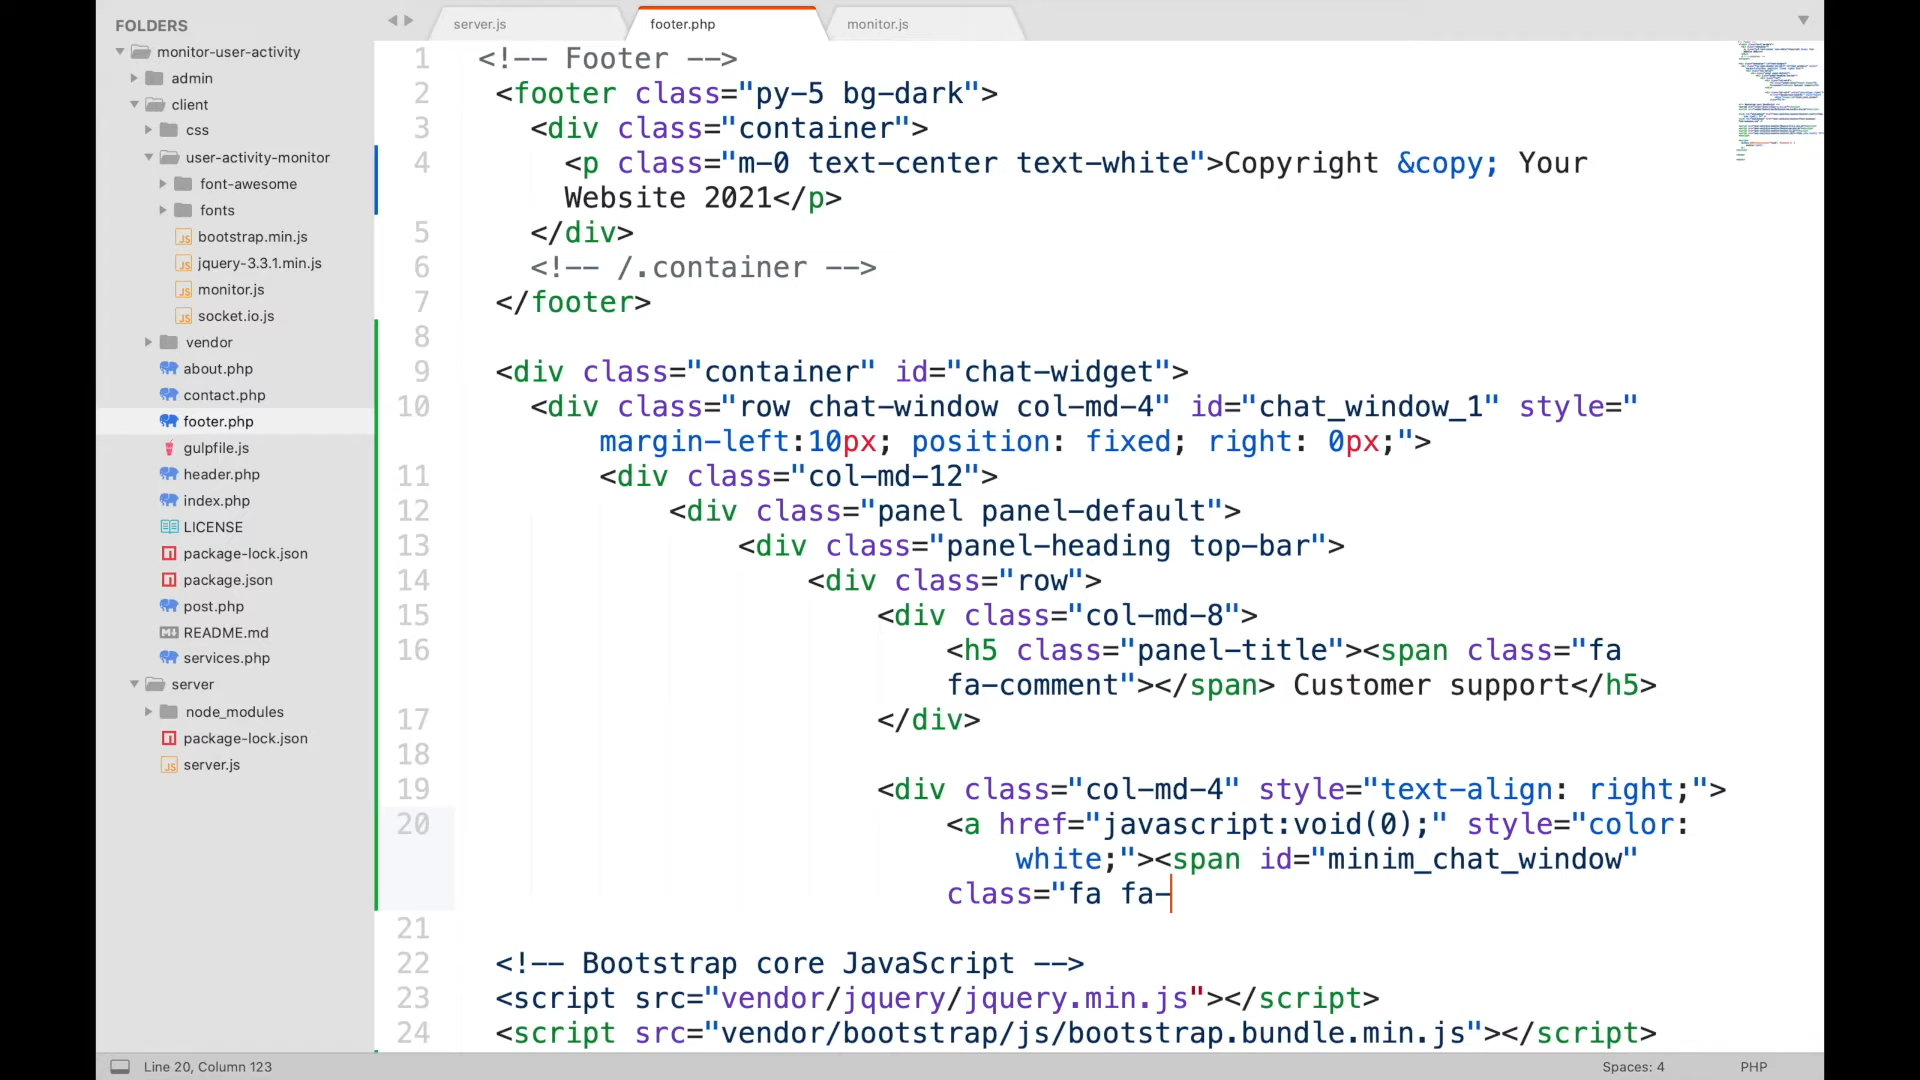 FOLDERS
monitor-user-activity
admin
client
css
user-activity-monitor
font-awesome
fonts
bootstrap.min.js
jquery-3.3.1.min.js
monitor.js
socket.io.js
vendor
about.php
contact.php
footer.php
gulpfile.js
header.php
index.php
LICENSE
package-lock.json
package.json
post.php
README.md
services.php
server
node_modules
package-lock.json
server.js
server.js
footer.php
monitor.js
1 <!-- Footer -->
2 <footer class="py-5 bg-dark">
3 <div class="container">
4 <p class="m-0 text-center text-white">Copyright &copy; Your
Website 2021</p>
5 </div>
6 <!-- /.container -->
7 </footer>
8
9 <div class="container" id="chat-widget">
10 <div class="row chat-window col-md-4" id="chat_window_1" style="
margin-left:10px; position: fixed; right: 0px;">
11 <div class="col-md-12">
12 <div class="panel panel-default">
13 <div class="panel-heading top-bar">
14 <div class="row">
15 <div class="col-md-8">
16 <h5 class="panel-title"><span class="fa
fa-comment"></span> Customer support</h5>
17 </div>
18
19 <div class="col-md-4" style="text-align: right;">
20 <a href="javascript:void(0);" style="color:
white;"><span id="minim_chat_window"
class="fa fa-
21
22 <!-- Bootstrap core JavaScript -->
23 <script src="vendor/jquery/jquery.min.js"></script>
24 <script src="vendor/bootstrap/js/bootstrap.bundle.min.js"></script>
Line 20, Column 123
Spaces: 4
PHP